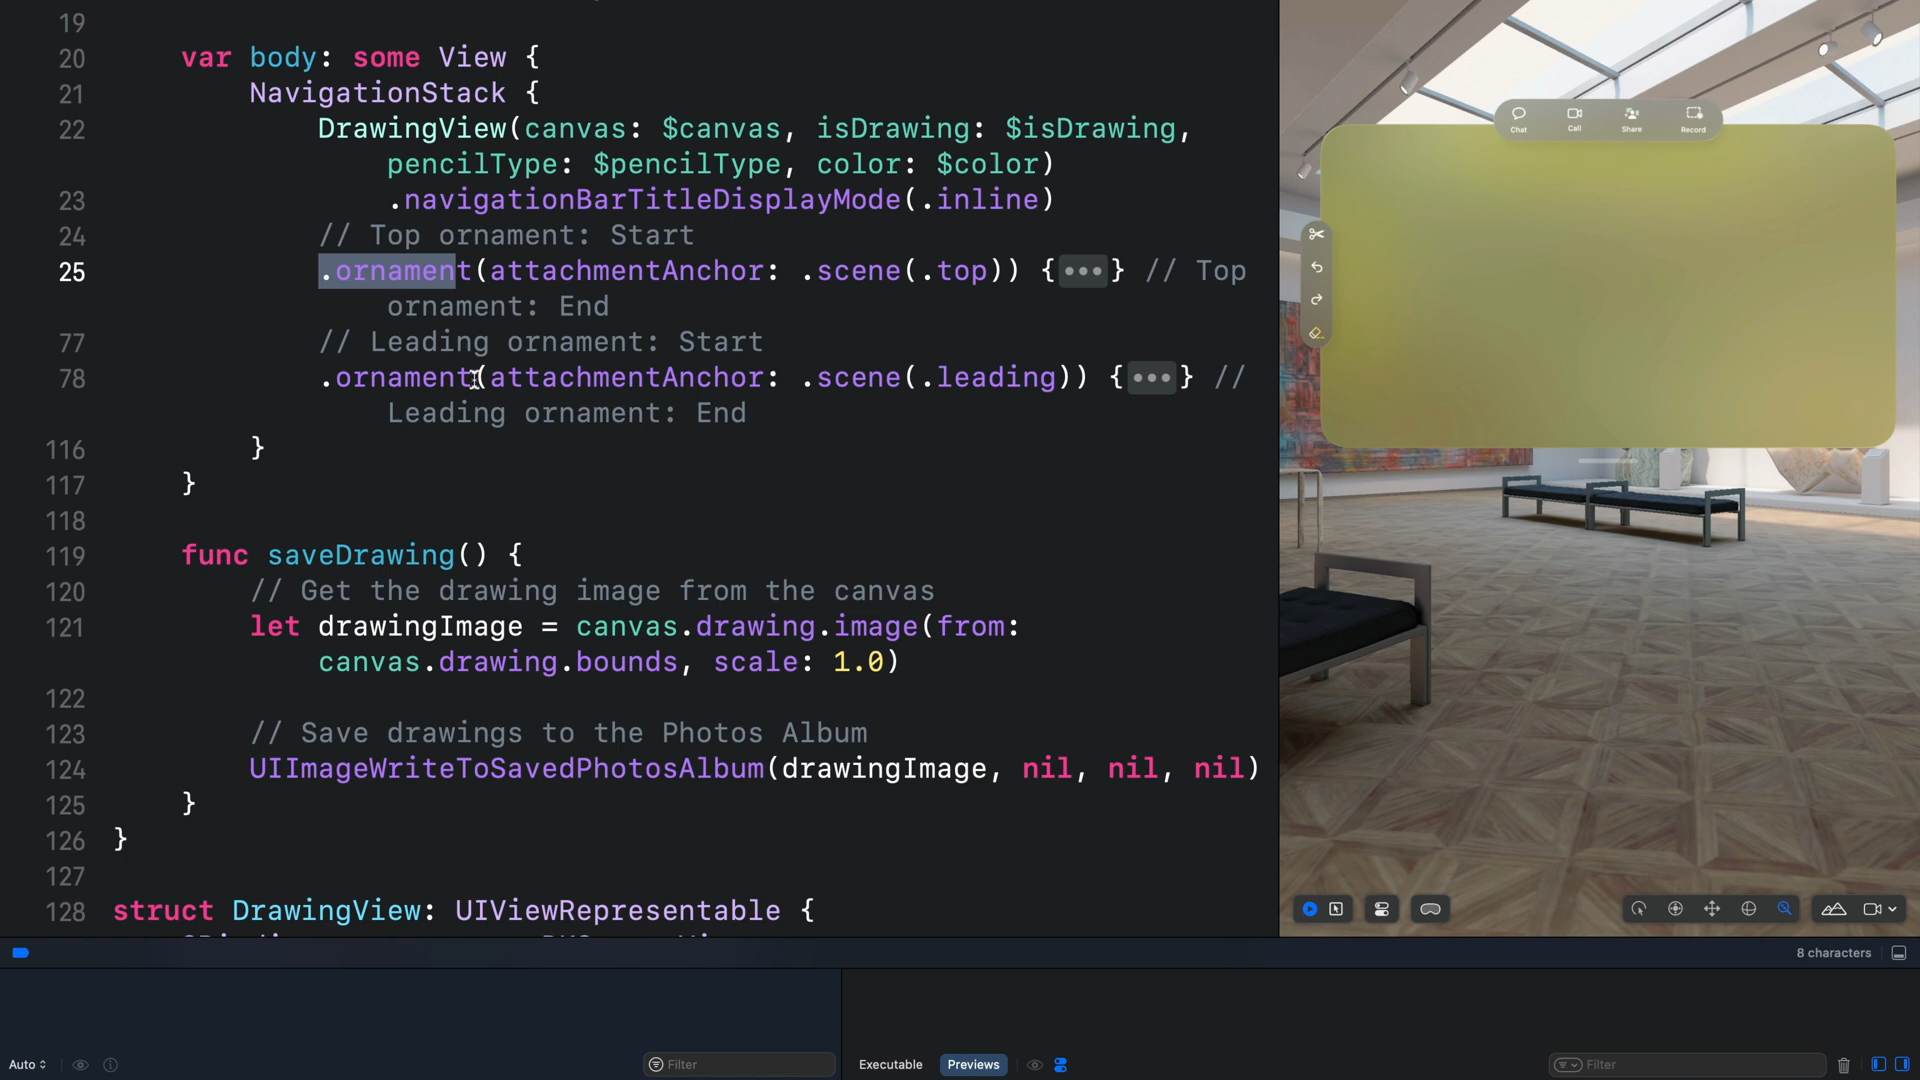 19
20 var body: some View {
21 NavigationStack {
22 DrawingView(canvas: $canvas, isDrawing: $isDrawing,
pencilType: $pencilType, color: $color)
23 .navigationBarTitleDisplayMode(.inline)
24 // Top ornament: Start
25 .ornament(attachmentAnchor: .scene(.top)) {•••} // Top
ornament: End
77 // Leading ornament: Start
78 .ornament(attachmentAnchor: .scene(.leading)) {•••} //
Leading ornament: End
116 }
117 }
118
119 func saveDrawing() {
120 // Get the drawing image from the canvas
121 let drawingImage = canvas.drawing.image(from:
canvas.drawing.bounds, scale: 1.0)
122
123 // Save drawings to the Photos Album
124 UIImageWriteToSavedPhotosAlbum(drawingImage, nil, nil, nil)
125 }
126 }
127
128 struct DrawingView: UIViewRepresentable {
Chat Call Share Record
8 characters
Auto Filter Executable Previews Filter